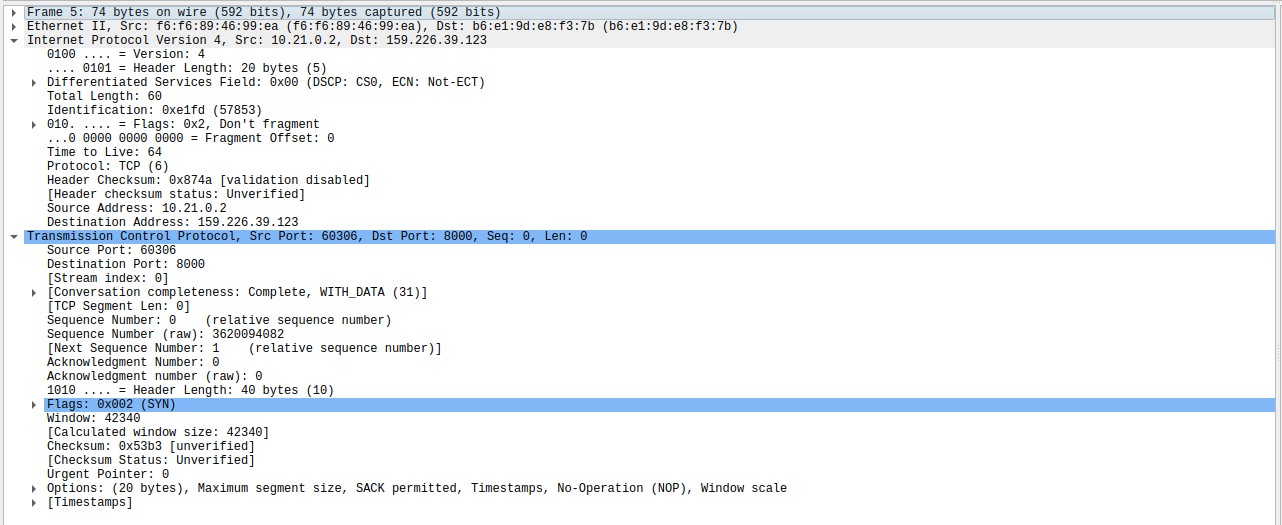 Frame 5: 74 bytes on wire (592 bits), 74 bytes captured (592 bits)
Ethernet II, Src: f6:f6:89:46:99:ea (f6:f6:89:46:99:ea), Dst: b6:e1:9d:e8:f3:7b (b6:e1:9d:e8:f3:7b)
Internet Protocol Version 4, Src: 10.21.0.2, Dst: 159.226.39.123
0100 .... = Version: 4
.... 0101 = Header Length: 20 bytes (5)
Differentiated Services Field: 0x00 (DSCP: CS0, ECN: Not-ECT)
Total Length: 60
Identification: 0xe1fd (57853)
010. .... = Flags: 0x2, Don't fragment
...0 0000 0000 0000 = Fragment Offset: 0
Time to Live: 64
Protocol: TCP (6)
Header Checksum: 0x874a [validation disabled]
[Header checksum status: Unverified]
Source Address: 10.21.0.2
Destination Address: 159.226.39.123
Transmission Control Protocol, Src Port: 60306, Dst Port: 8000, Seq: 0, Len: 0
Source Port: 60306
Destination Port: 8000
[Stream index: 0]
[Conversation completeness: Complete, WITH_DATA (31)]
[TCP Segment Len: 0]
Sequence Number: 0    (relative sequence number)
Sequence Number (raw): 3620094082
[Next Sequence Number: 1    (relative sequence number)]
Acknowledgment Number: 0
Acknowledgment number (raw): 0
1010 .... = Header Length: 40 bytes (10)
Flags: 0x002 (SYN)
Window: 42340
[Calculated window size: 42340]
Checksum: 0x53b3 [unverified]
[Checksum Status: Unverified]
Urgent Pointer: 0
Options: (20 bytes), Maximum segment size, SACK permitted, Timestamps, No-Operation (NOP), Window scale
[Timestamps]